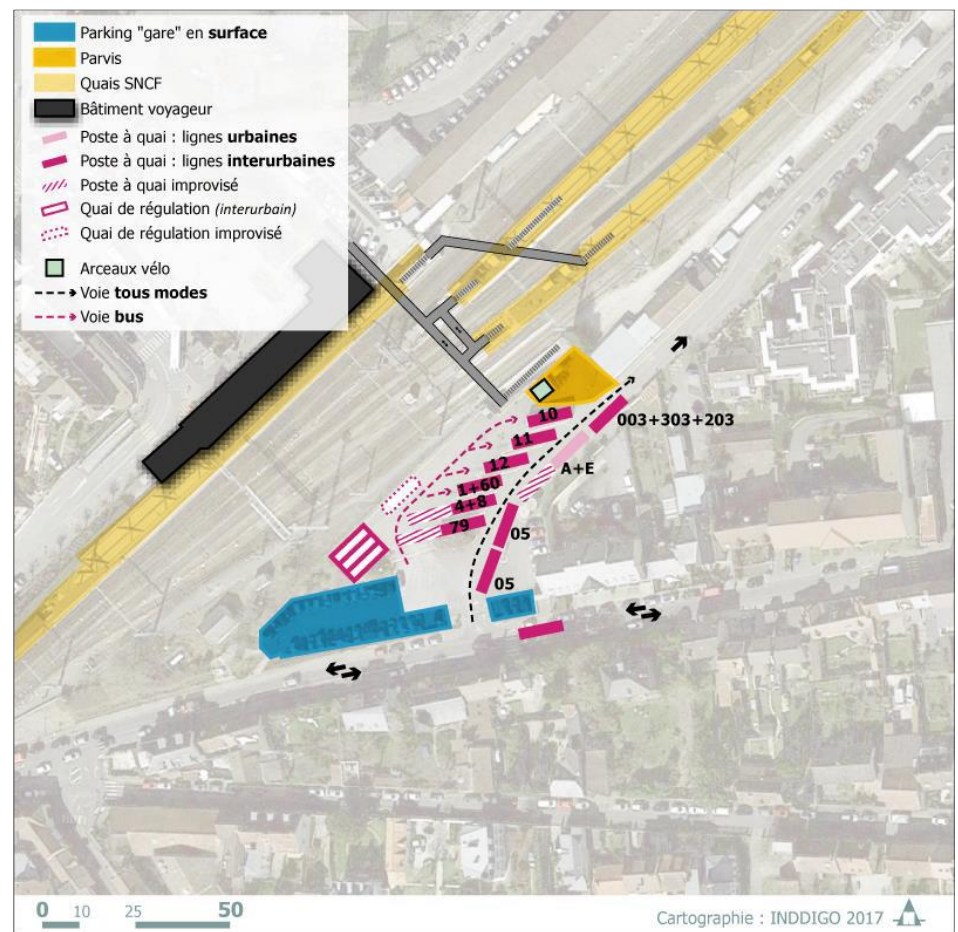 Parking "gare" en surface
Parvis
Quais SNCF
Bâtiment voyageur
Poste à quai : lignes urbaines
Poste à quai : lignes interurbaines
Poste à quai improvisé
Quai de régulation (interurbain)
Quai de régulation improvisé
Arceaux vélo
Voie tous modes
Voie bus
10
003+303+203
11
12
A+E
1+60
4+8
79
05
05
0 10 25 50
Cartographie : INDDIGO 2017